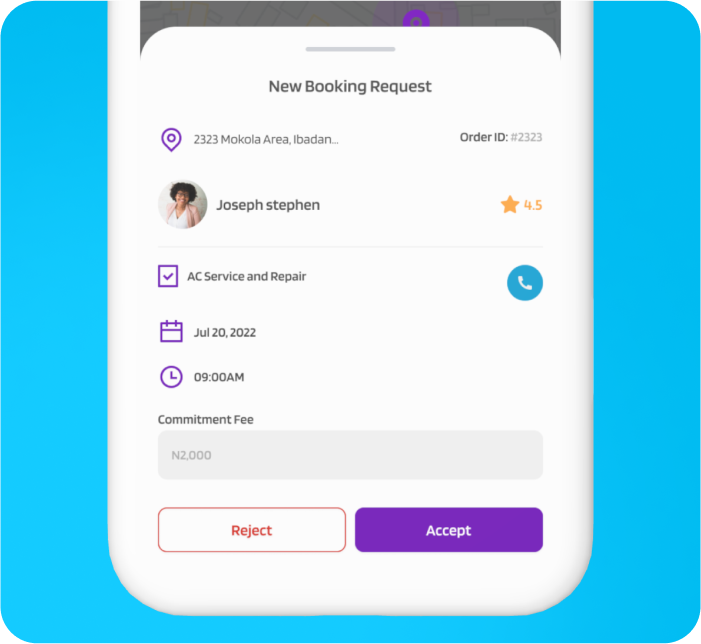 New Booking Request
2323 Mokola Area, Ibadan...
Order ID: #2323
Joseph stephen
4.5
AC Service and Repair
Jul 20, 2022
09:00AM
Commitment Fee
N2,000
Reject
Accept